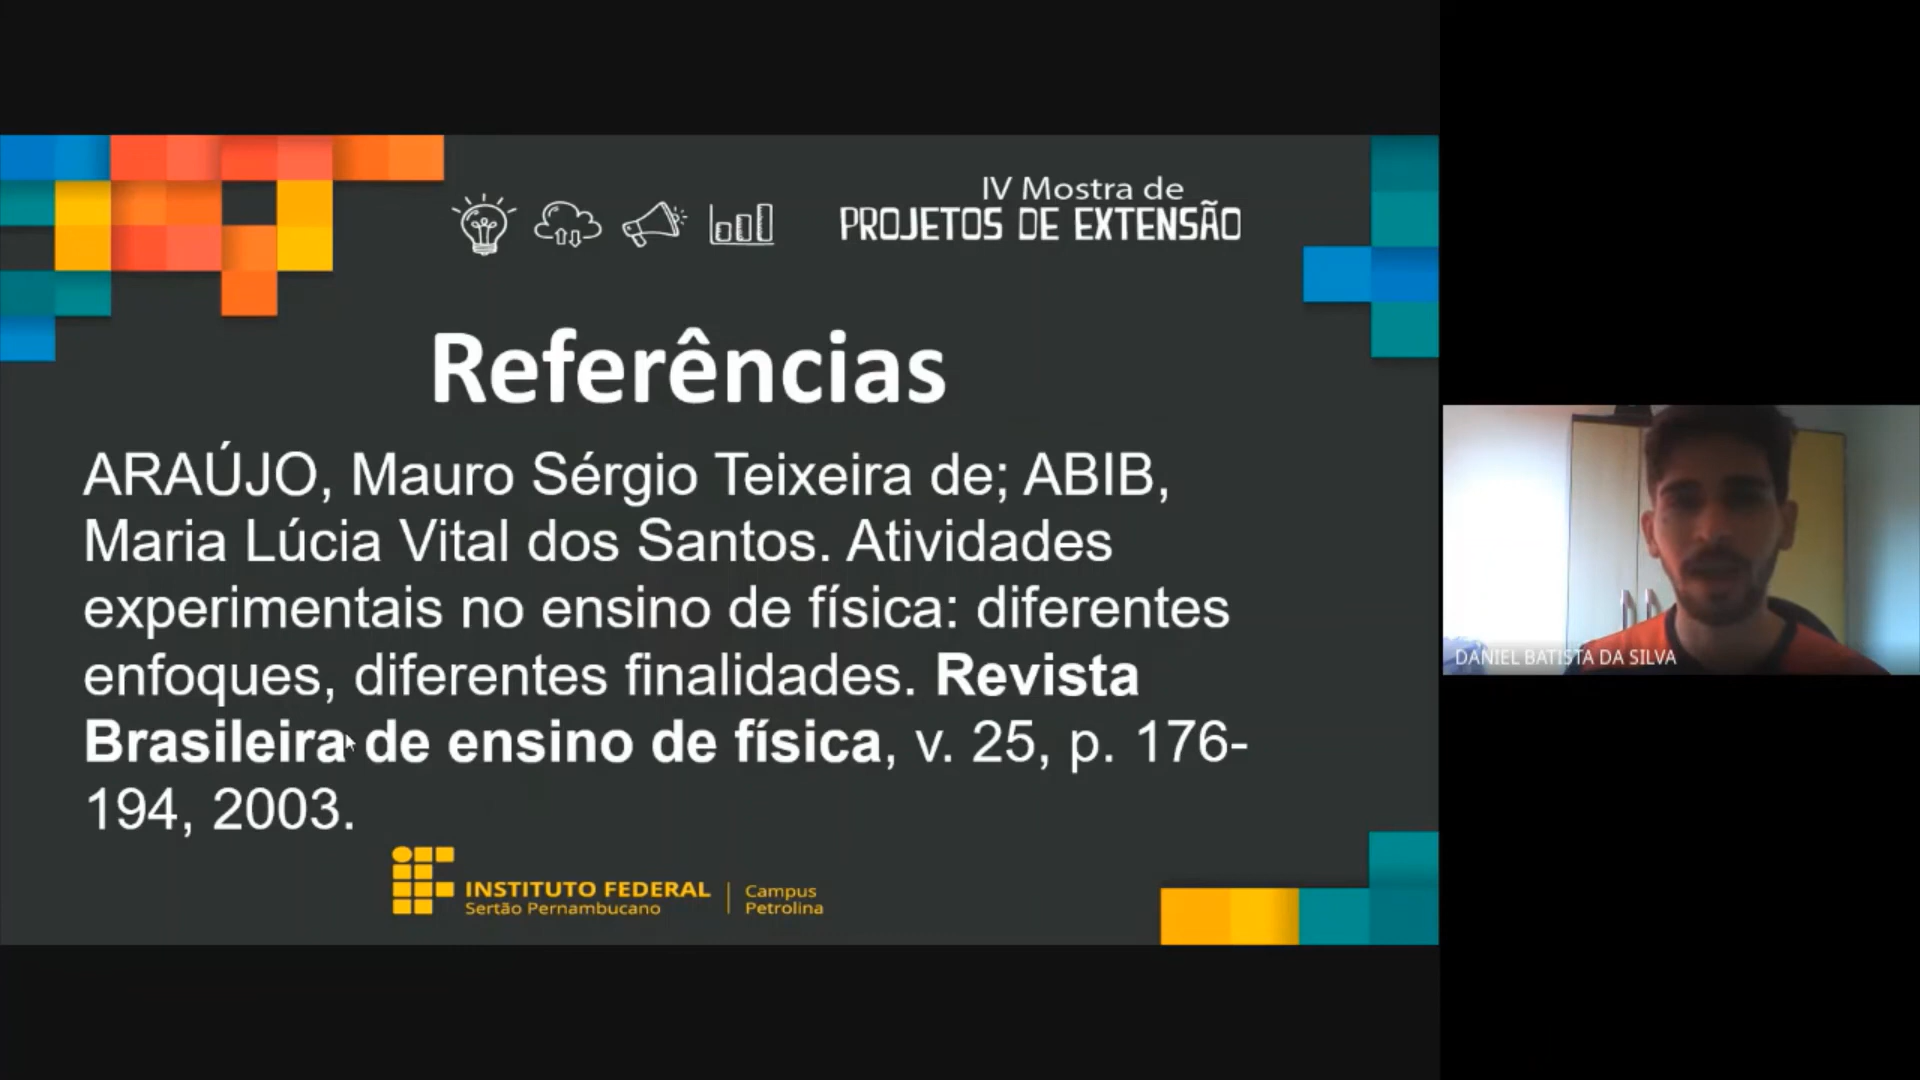 IV Mostra de
PROJETOS DE EXTENSÃO
Referências
ARAÚJO, Mauro Sérgio Teixeira de; ABIB,
Maria Lúcia Vital dos Santos. Atividades
experimentais no ensino de física: diferentes
enfoques, diferentes finalidades. Revista
Brasileira de ensino de física, v. 25, p. 176-
194, 2003.
INSTITUTO FEDERAL
Sertão Pernambucano
Campus
Petrolina
DANIEL BATISTA DA SILVA